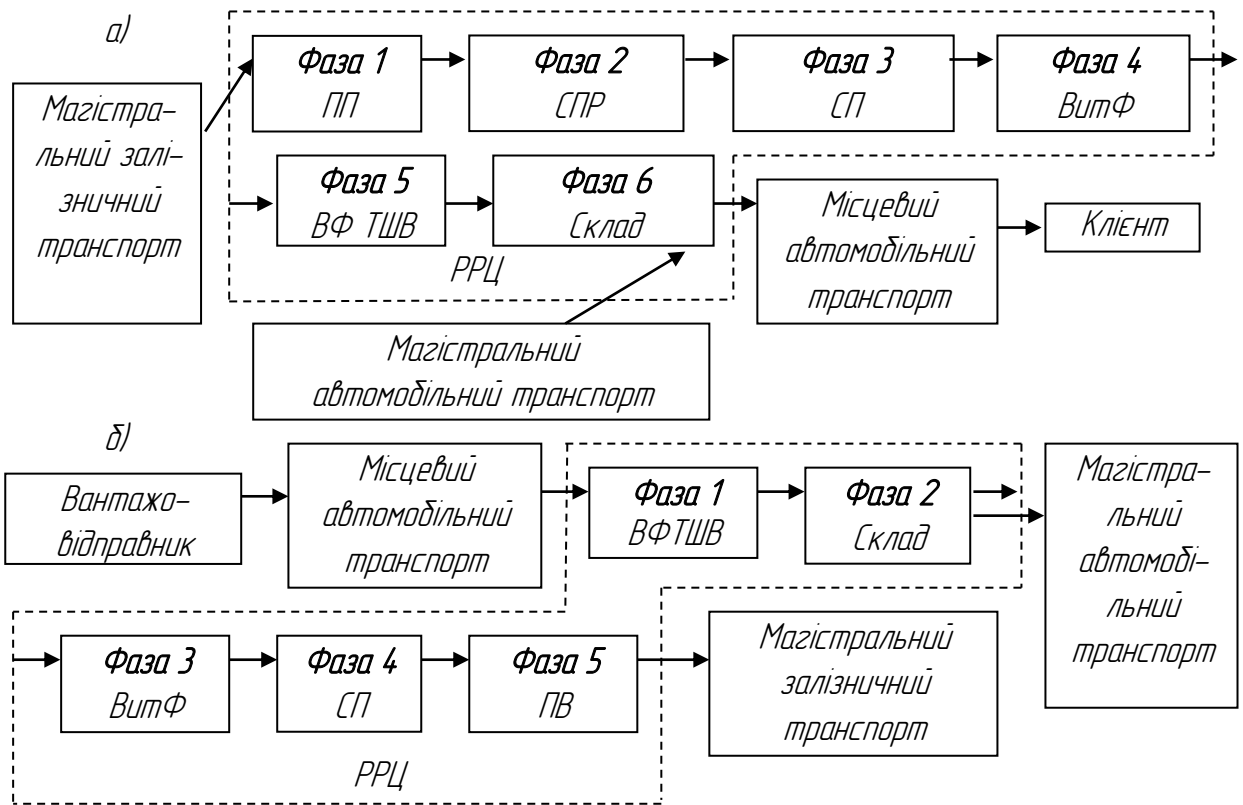 а)
Фаза 1
ПП
Фаза 2
СПР
Фаза 3
СП
Фаза 4
ВитФ
Магістра-
льний залі-
зничний
транспорт
Фаза 5
ВФ ТШВ
Фаза 6
Склад
РРЦ
Місцевий
автомобільний
транспорт
Клієнт
Магістральний
автомобільний транспорт
б)
Вантажо-
відправник
Місцевий
автомобільний
транспорт
Фаза 1
ВФТШВ
Фаза 2
Склад
Магістра-
льний
автомобі-
льний
транспорт
Фаза 3
ВитФ
Фаза 4
СП
Фаза 5
ПВ
Магістральний
залізничний
транспорт
РРЦ